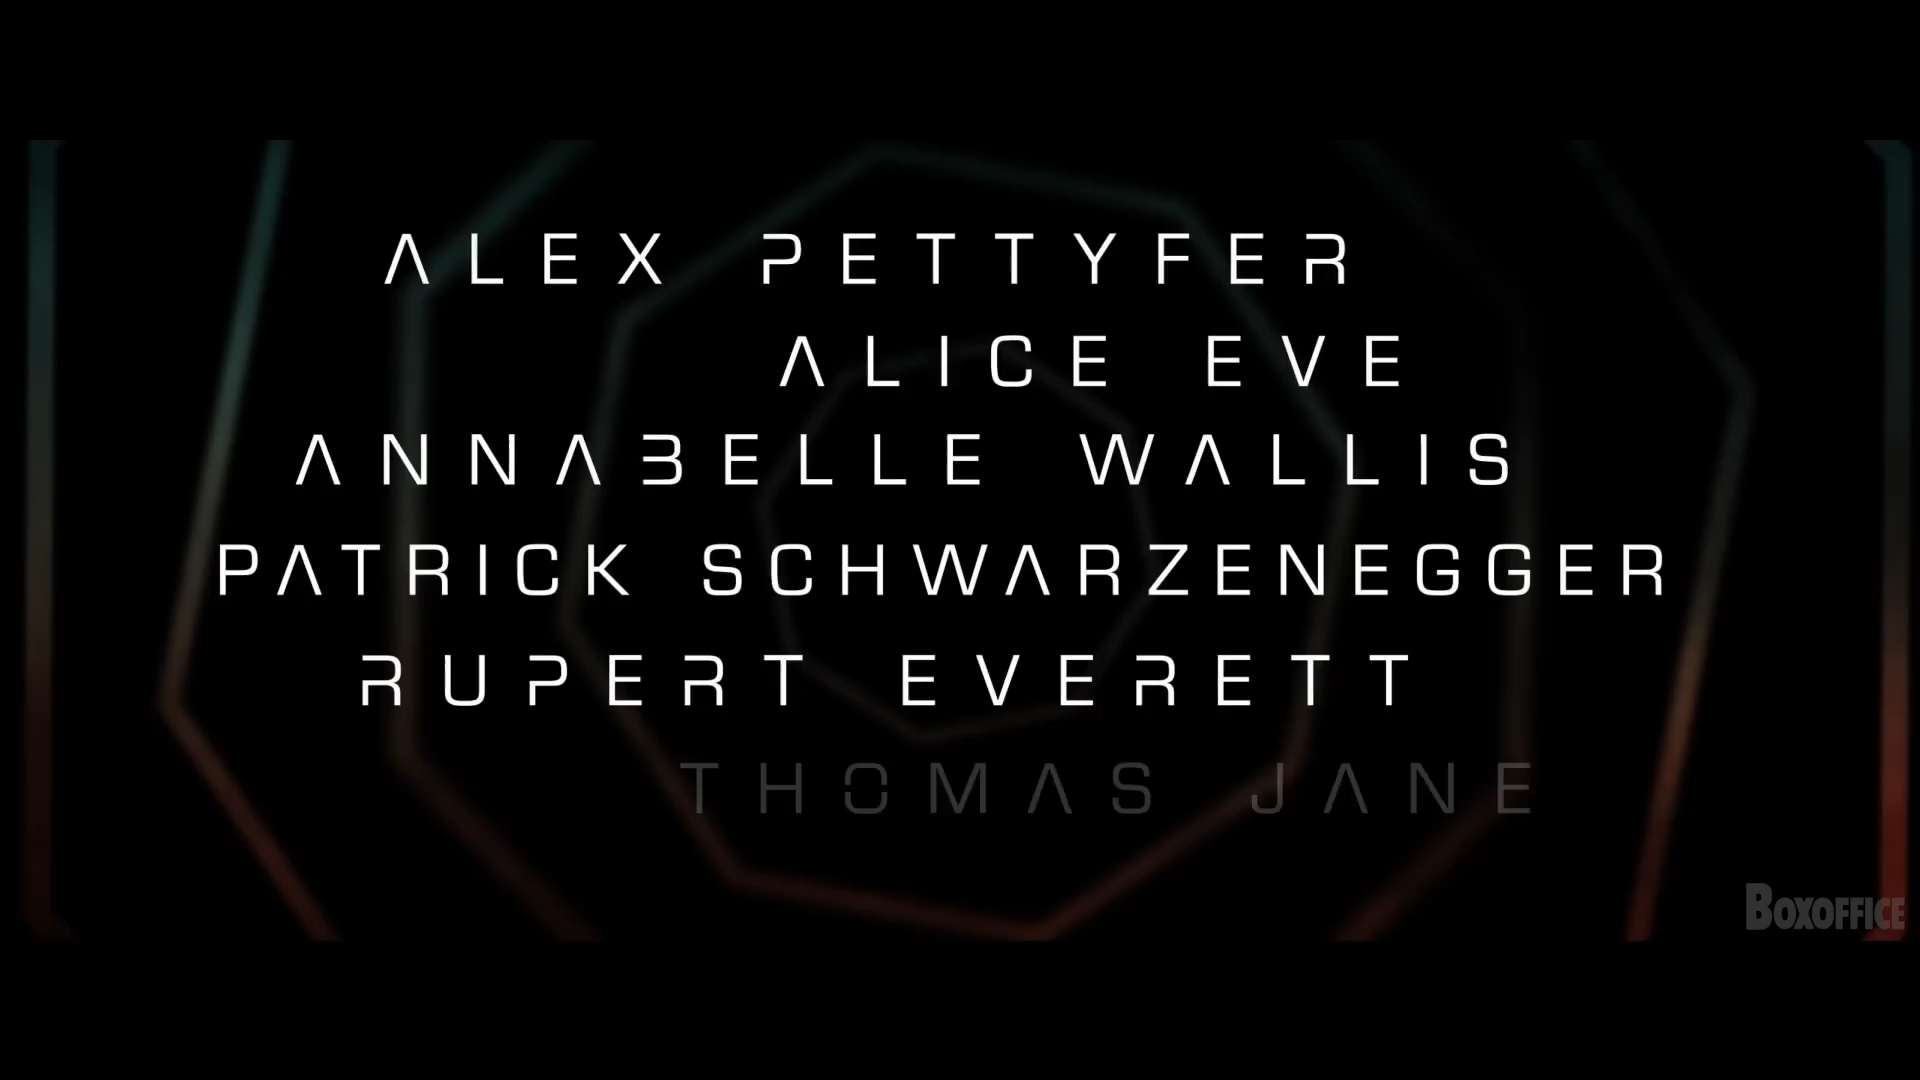 ALEX PETTYFER
ALICE EVE
ANNABELLE WALLIS
PATRICK SCHWARZENEGGER
RUPERT EVERETT
THOMAS JANE
BOXOFFICE